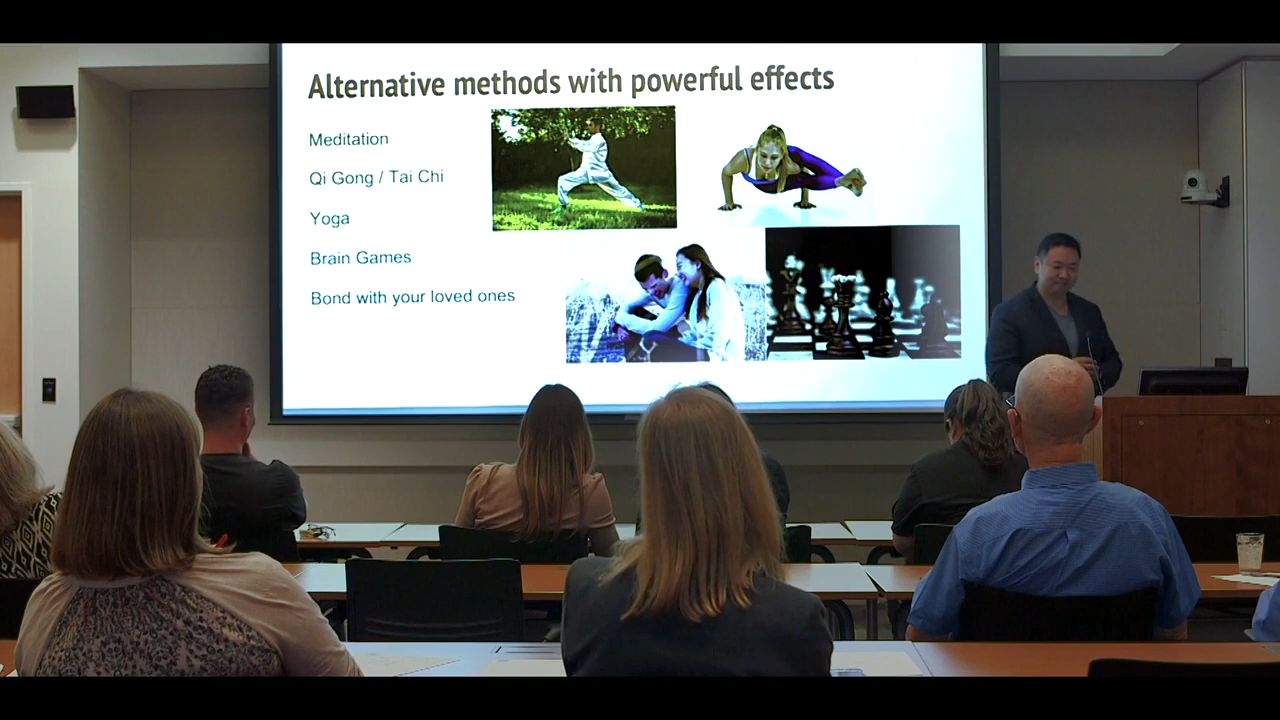 Alternative methods with powerful effects
Meditation
Qi Gong / Tai Chi
Yoga
Brain Games
Bond with your loved ones